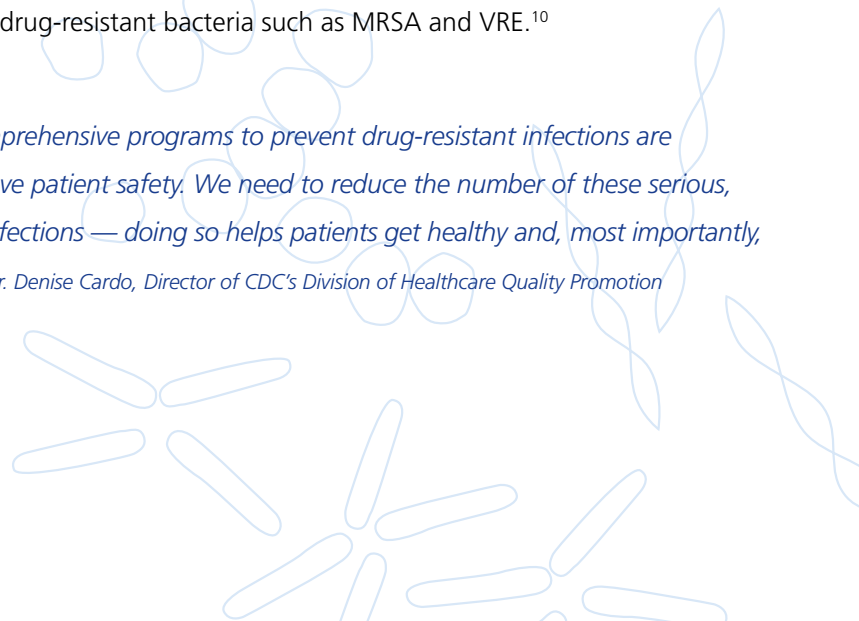 drug-resistant bacteria such as MRSA and VRE.10
prehensive programs to prevent drug-resistant infections are
ve patient safety. We need to reduce the number of these serious,
fections — doing so helps patients get healthy and, most importantly,
r. Denise Cardo, Director of CDC’s Division of Healthcare Quality Promotion